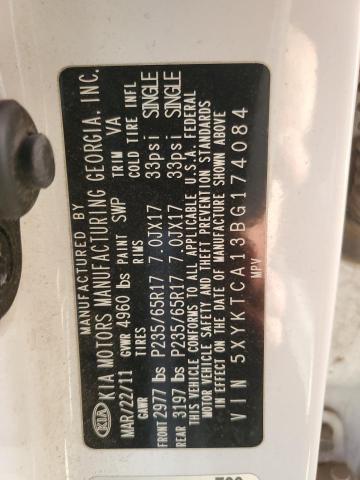 MANUFACTURED BY
KIA KIA MOTORS MANUFACTURING GEORGIA, INC.
MAR/22/11 GVWR 4960 lbs PAINT SWP TRIM VA
GAWR TIRES RIMS COLD TIRE INFL
FRONT 2977 lbs P235/65R17 7.0JX17 33psi SINGLE
REAR 3197 lbs P235/65R17 7.0JX17 33psi SINGLE
THIS VEHICLE CONFORMS TO ALL APPLICABLE U.S.A. FEDERAL
MOTOR VEHICLE SAFETY AND THEFT PREVENTION STANDARDS
IN EFFECT ON THE DATE OF MANUFACTURE SHOWN ABOVE.
VIN 5XYKTCA13BG174084
MPV